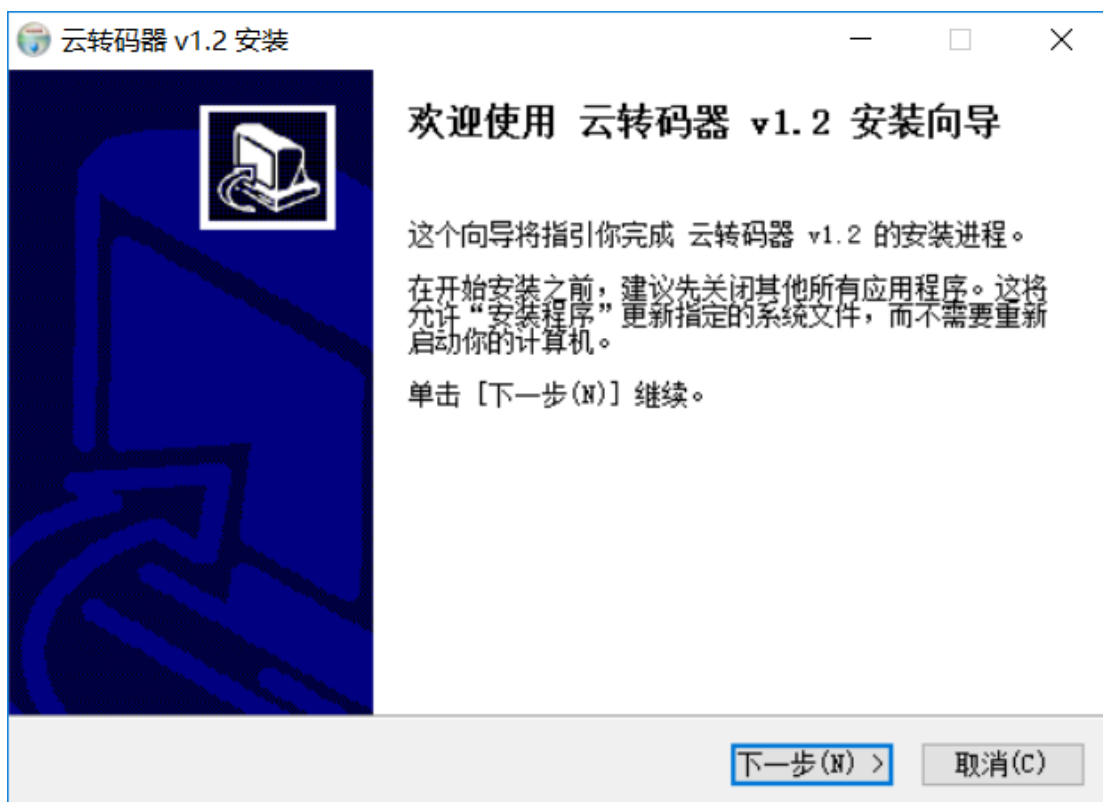 云转码器 v1.2 安装
欢迎使用 云转码器 v1.2 安装向导
这个向导将指引你完成 云转码器 v1.2 的安装进程。
在开始安装之前，建议先关闭其他所有应用程序。这将
允许“安装程序”更新指定的系统文件，而不需要重新
启动你的计算机。
单击 [下一步(N)] 继续。
下一步(N) >
取消(C)